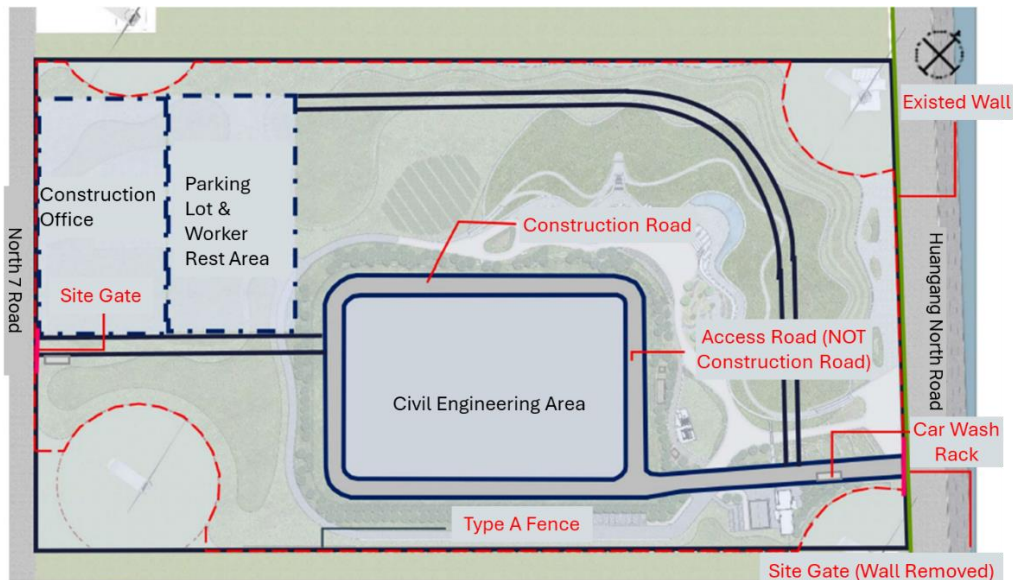 Existed Wall
Construction
Office
Parking
Lot &
Worker
Rest Area
Construction Road
North 7 Road
Huangang North Road
Site Gate
Access Road (NOT
Construction Road)
Civil Engineering Area
Car Wash
Rack
Type A Fence
Site Gate (Wall Removed)